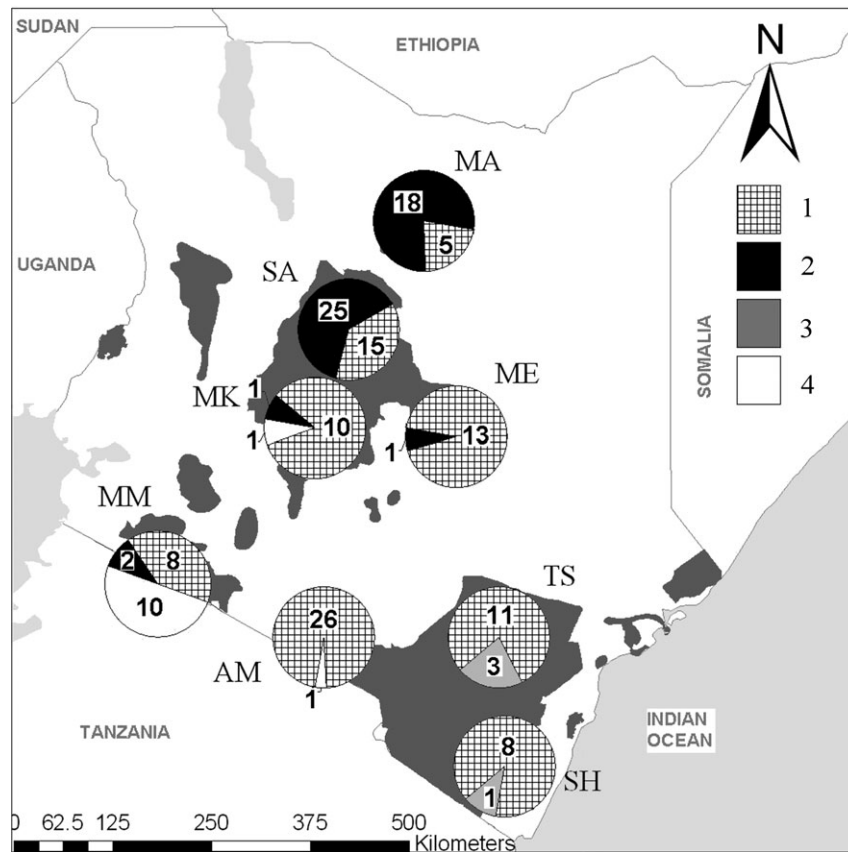 SUDAN
ETHIOPIA
N
MA
18
5
1
UGANDA
SA
2
25
15
3
SOMALIA
MK
1
10
1
ME
13
1
4
MM
2
8
10
TS
11
3
26
AM
1
TANZANIA
INDIAN
OCEAN
8
1
SH
0 62.5 125 250 375 500
Kilometers